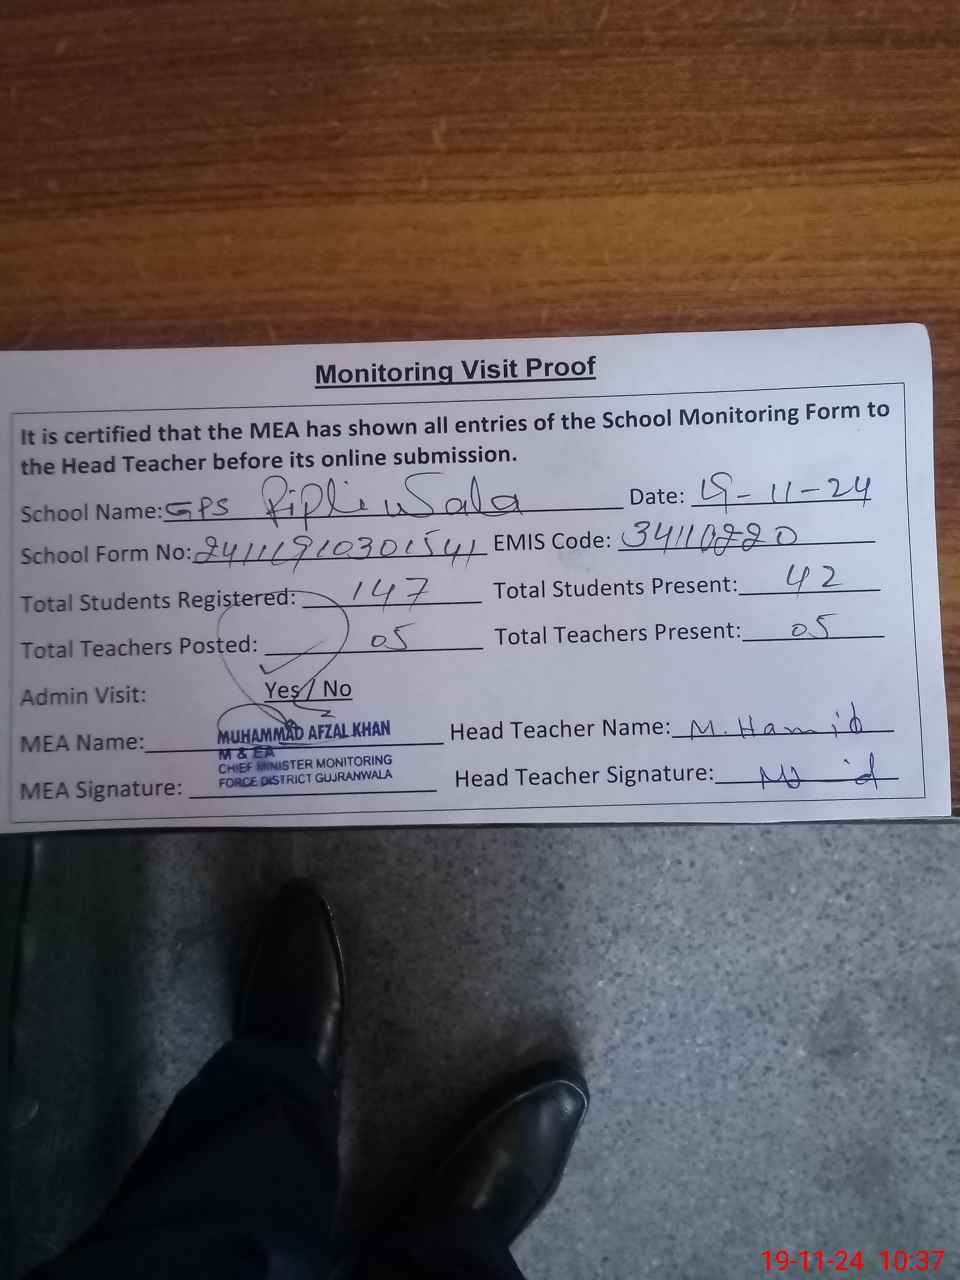 Monitoring Visit Proof
It is certified that the MEA has shown all entries of the School Monitoring Form to
the Head Teacher before its online submission.
School Name: GPS Pipli Wala Date: 19-11-24
School Form No: 24111910301541 EMIS Code: 34110220
Total Students Registered: 147 Total Students Present: 42
Total Teachers Posted: 05 Total Teachers Present: 05
Admin Visit: Yes / No
MEA Name: MUHAMMAD AFZAL KHAN Head Teacher Name: M. Hamid
M & EA
CHIEF MINISTER MONITORING
FORCE DISTRICT GUJRANWALA
MEA Signature: Head Teacher Signature:
19-11-24 10:37